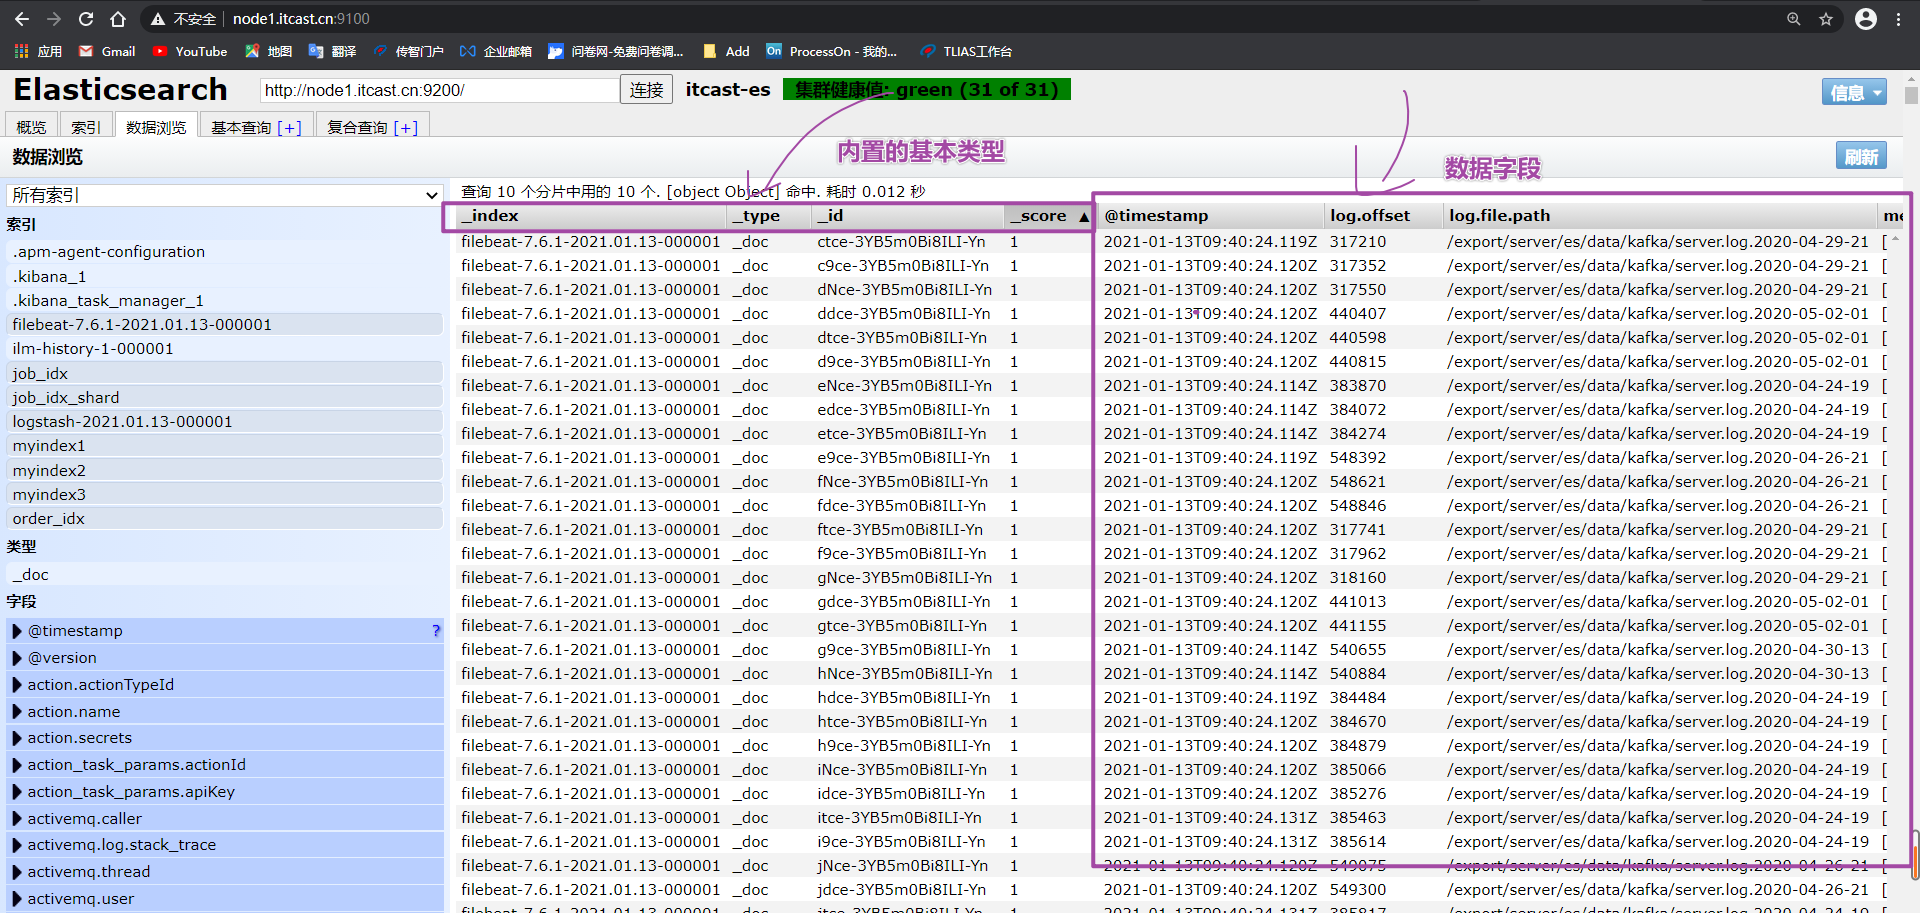 不安全 node1.itcast.cn:9100
应用 Gmail YouTube 地图 翻译 传智门户 企业邮箱 问卷网-免费问卷调... Add ProcessOn - 我的... TLIAS工作台
Elasticsearch http://node1.itcast.cn:9200/ 连接 itcast-es 集群健康值: green (31 of 31) 信息
概览 索引 数据浏览 基本查询 [+] 复合查询 [+]
内置的基本类型
数据字段
数据浏览 刷新
所有索引
索引
.apm-agent-configuration
.kibana_1
.kibana_task_manager_1
filebeat-7.6.1-2021.01.13-000001
ilm-history-1-000001
job_idx
job_idx_shard
logstash-2021.01.13-000001
myindex1
myindex2
myindex3
order_idx
类型
_doc
字段
@timestamp ?
@version
action.actionTypeId
action.name
action.secrets
action_task_params.actionId
action_task_params.apiKey
activemq.caller
activemq.log.stack_trace
activemq.thread
activemq.user
查询 10 个分片中用的 10 个. [object Object] 命中. 耗时 0.012 秒
_index _type _id _score ▲ @timestamp log.offset log.file.path me
filebeat-7.6.1-2021.01.13-000001 _doc ctce-3YB5m0Bi8ILI-Yn 1 2021-01-13T09:40:24.119Z 317210 /export/server/es/data/kafka/server.log.2020-04-29-21 [
filebeat-7.6.1-2021.01.13-000001 _doc c9ce-3YB5m0Bi8ILI-Yn 1 2021-01-13T09:40:24.120Z 317352 /export/server/es/data/kafka/server.log.2020-04-29-21 [
filebeat-7.6.1-2021.01.13-000001 _doc dNce-3YB5m0Bi8ILI-Yn 1 2021-01-13T09:40:24.120Z 317550 /export/server/es/data/kafka/server.log.2020-04-29-21 [
filebeat-7.6.1-2021.01.13-000001 _doc ddce-3YB5m0Bi8ILI-Yn 1 2021-01-13T09:40:24.120Z 440407 /export/server/es/data/kafka/server.log.2020-05-02-01 [
filebeat-7.6.1-2021.01.13-000001 _doc dtce-3YB5m0Bi8ILI-Yn 1 2021-01-13T09:40:24.120Z 440598 /export/server/es/data/kafka/server.log.2020-05-02-01 [
filebeat-7.6.1-2021.01.13-000001 _doc d9ce-3YB5m0Bi8ILI-Yn 1 2021-01-13T09:40:24.120Z 440815 /export/server/es/data/kafka/server.log.2020-05-02-01 [
filebeat-7.6.1-2021.01.13-000001 _doc eNce-3YB5m0Bi8ILI-Yn 1 2021-01-13T09:40:24.114Z 383870 /export/server/es/data/kafka/server.log.2020-04-24-19 [
filebeat-7.6.1-2021.01.13-000001 _doc edce-3YB5m0Bi8ILI-Yn 1 2021-01-13T09:40:24.114Z 384072 /export/server/es/data/kafka/server.log.2020-04-24-19 [
filebeat-7.6.1-2021.01.13-000001 _doc etce-3YB5m0Bi8ILI-Yn 1 2021-01-13T09:40:24.114Z 384274 /export/server/es/data/kafka/server.log.2020-04-24-19 [
filebeat-7.6.1-2021.01.13-000001 _doc e9ce-3YB5m0Bi8ILI-Yn 1 2021-01-13T09:40:24.119Z 548392 /export/server/es/data/kafka/server.log.2020-04-26-21 [
filebeat-7.6.1-2021.01.13-000001 _doc fNce-3YB5m0Bi8ILI-Yn 1 2021-01-13T09:40:24.120Z 548621 /export/server/es/data/kafka/server.log.2020-04-26-21 [
filebeat-7.6.1-2021.01.13-000001 _doc fdce-3YB5m0Bi8ILI-Yn 1 2021-01-13T09:40:24.120Z 548846 /export/server/es/data/kafka/server.log.2020-04-26-21 [
filebeat-7.6.1-2021.01.13-000001 _doc ftce-3YB5m0Bi8ILI-Yn 1 2021-01-13T09:40:24.120Z 317741 /export/server/es/data/kafka/server.log.2020-04-29-21 [
filebeat-7.6.1-2021.01.13-000001 _doc f9ce-3YB5m0Bi8ILI-Yn 1 2021-01-13T09:40:24.120Z 317962 /export/server/es/data/kafka/server.log.2020-04-29-21 [
filebeat-7.6.1-2021.01.13-000001 _doc gNce-3YB5m0Bi8ILI-Yn 1 2021-01-13T09:40:24.120Z 318160 /export/server/es/data/kafka/server.log.2020-04-29-21 [
filebeat-7.6.1-2021.01.13-000001 _doc gdce-3YB5m0Bi8ILI-Yn 1 2021-01-13T09:40:24.120Z 441013 /export/server/es/data/kafka/server.log.2020-05-02-01 [
filebeat-7.6.1-2021.01.13-000001 _doc gtce-3YB5m0Bi8ILI-Yn 1 2021-01-13T09:40:24.120Z 441155 /export/server/es/data/kafka/server.log.2020-05-02-01 [
filebeat-7.6.1-2021.01.13-000001 _doc g9ce-3YB5m0Bi8ILI-Yn 1 2021-01-13T09:40:24.114Z 540655 /export/server/es/data/kafka/server.log.2020-04-30-13 [
filebeat-7.6.1-2021.01.13-000001 _doc hNce-3YB5m0Bi8ILI-Yn 1 2021-01-13T09:40:24.114Z 540884 /export/server/es/data/kafka/server.log.2020-04-30-13 [
filebeat-7.6.1-2021.01.13-000001 _doc hdce-3YB5m0Bi8ILI-Yn 1 2021-01-13T09:40:24.119Z 384484 /export/server/es/data/kafka/server.log.2020-04-24-19 [
filebeat-7.6.1-2021.01.13-000001 _doc htce-3YB5m0Bi8ILI-Yn 1 2021-01-13T09:40:24.120Z 384670 /export/server/es/data/kafka/server.log.2020-04-24-19 [
filebeat-7.6.1-2021.01.13-000001 _doc h9ce-3YB5m0Bi8ILI-Yn 1 2021-01-13T09:40:24.120Z 384879 /export/server/es/data/kafka/server.log.2020-04-24-19 [
filebeat-7.6.1-2021.01.13-000001 _doc iNce-3YB5m0Bi8ILI-Yn 1 2021-01-13T09:40:24.120Z 385066 /export/server/es/data/kafka/server.log.2020-04-24-19 [
filebeat-7.6.1-2021.01.13-000001 _doc idce-3YB5m0Bi8ILI-Yn 1 2021-01-13T09:40:24.120Z 385276 /export/server/es/data/kafka/server.log.2020-04-24-19 [
filebeat-7.6.1-2021.01.13-000001 _doc itce-3YB5m0Bi8ILI-Yn 1 2021-01-13T09:40:24.131Z 385463 /export/server/es/data/kafka/server.log.2020-04-24-19 [
filebeat-7.6.1-2021.01.13-000001 _doc i9ce-3YB5m0Bi8ILI-Yn 1 2021-01-13T09:40:24.131Z 385614 /export/server/es/data/kafka/server.log.2020-04-24-19 [
filebeat-7.6.1-2021.01.13-000001 _doc jNce-3YB5m0Bi8ILI-Yn 1 2021-01-13T09:40:24.120Z 549075 /export/server/es/data/kafka/server.log.2020-04-26-21 [
filebeat-7.6.1-2021.01.13-000001 _doc jdce-3YB5m0Bi8ILI-Yn 1 2021-01-13T09:40:24.120Z 549300 /export/server/es/data/kafka/server.log.2020-04-26-21 [